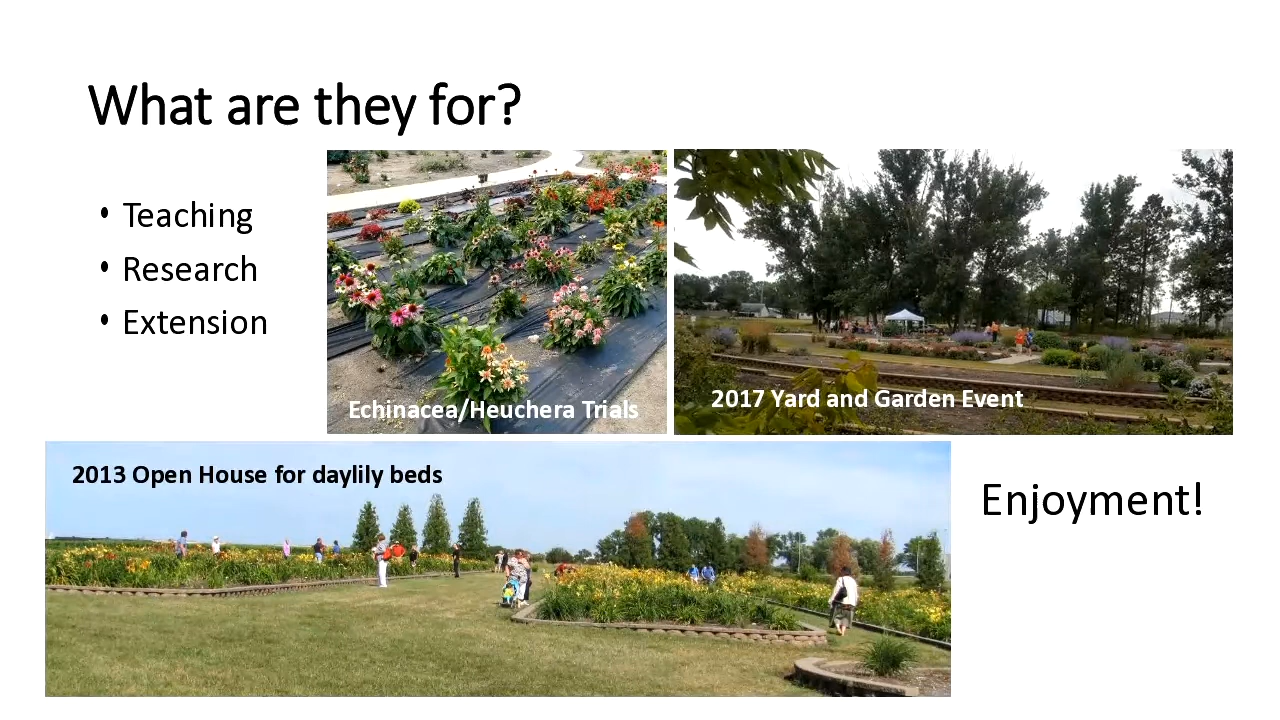 What are they for?
• Teaching
• Research
• Extension
Echinacea/Heuchera Trials
2017 Yard and Garden Event
2013 Open House for daylily beds
Enjoyment!